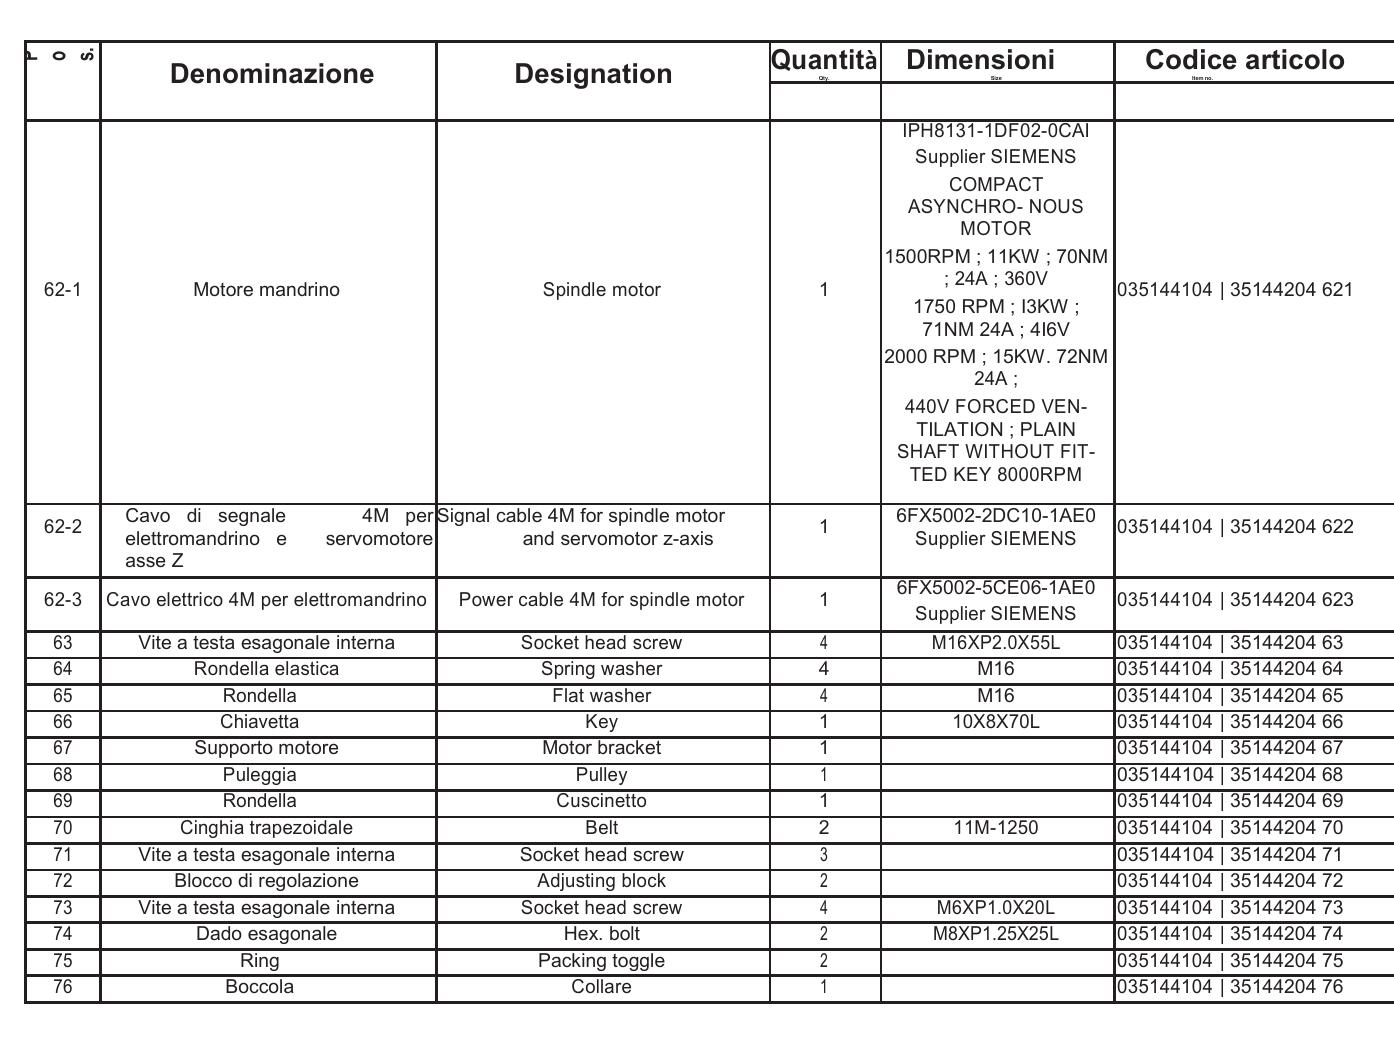 Pos.
Denominazione Designation Quantità Dimensioni Codice articolo
Qty. Size Item no.
IPH8131-1DF02-0CAI
Supplier SIEMENS
COMPACT
ASYNCHRO- NOUS
MOTOR
1500RPM ; 11KW ; 70NM
; 24A ; 360V
62-1 Motore mandrino Spindle motor 1 035144104 | 35144204 621
1750 RPM ; I3KW ;
71NM 24A ; 4I6V
2000 RPM ; 15KW. 72NM
24A ;
440V FORCED VEN-
TILATION ; PLAIN
SHAFT WITHOUT FIT-
TED KEY 8000RPM
62-2 Cavo di segnale 4M per Signal cable 4M for spindle motor 1 6FX5002-2DC10-1AE0 035144104 | 35144204 622
elettromandrino e servomotore and servomotor z-axis Supplier SIEMENS
asse Z
62-3 Cavo elettrico 4M per elettromandrino Power cable 4M for spindle motor 1 6FX5002-5CE06-1AE0 035144104 | 35144204 623
Supplier SIEMENS
63 Vite a testa esagonale interna Socket head screw 4 M16XP2.0X55L 035144104 | 35144204 63
64 Rondella elastica Spring washer 4 M16 035144104 | 35144204 64
65 Rondella Flat washer 4 M16 035144104 | 35144204 65
66 Chiavetta Key 1 10X8X70L 035144104 | 35144204 66
67 Supporto motore Motor bracket 1 035144104 | 35144204 67
68 Puleggia Pulley 1 035144104 | 35144204 68
69 Rondella Cuscinetto 1 035144104 | 35144204 69
70 Cinghia trapezoidale Belt 2 11M-1250 035144104 | 35144204 70
71 Vite a testa esagonale interna Socket head screw 3 035144104 | 35144204 71
72 Blocco di regolazione Adjusting block 2 035144104 | 35144204 72
73 Vite a testa esagonale interna Socket head screw 4 M6XP1.0X20L 035144104 | 35144204 73
74 Dado esagonale Hex. bolt 2 M8XP1.25X25L 035144104 | 35144204 74
75 Ring Packing toggle 2 035144104 | 35144204 75
76 Boccola Collare 1 035144104 | 35144204 76